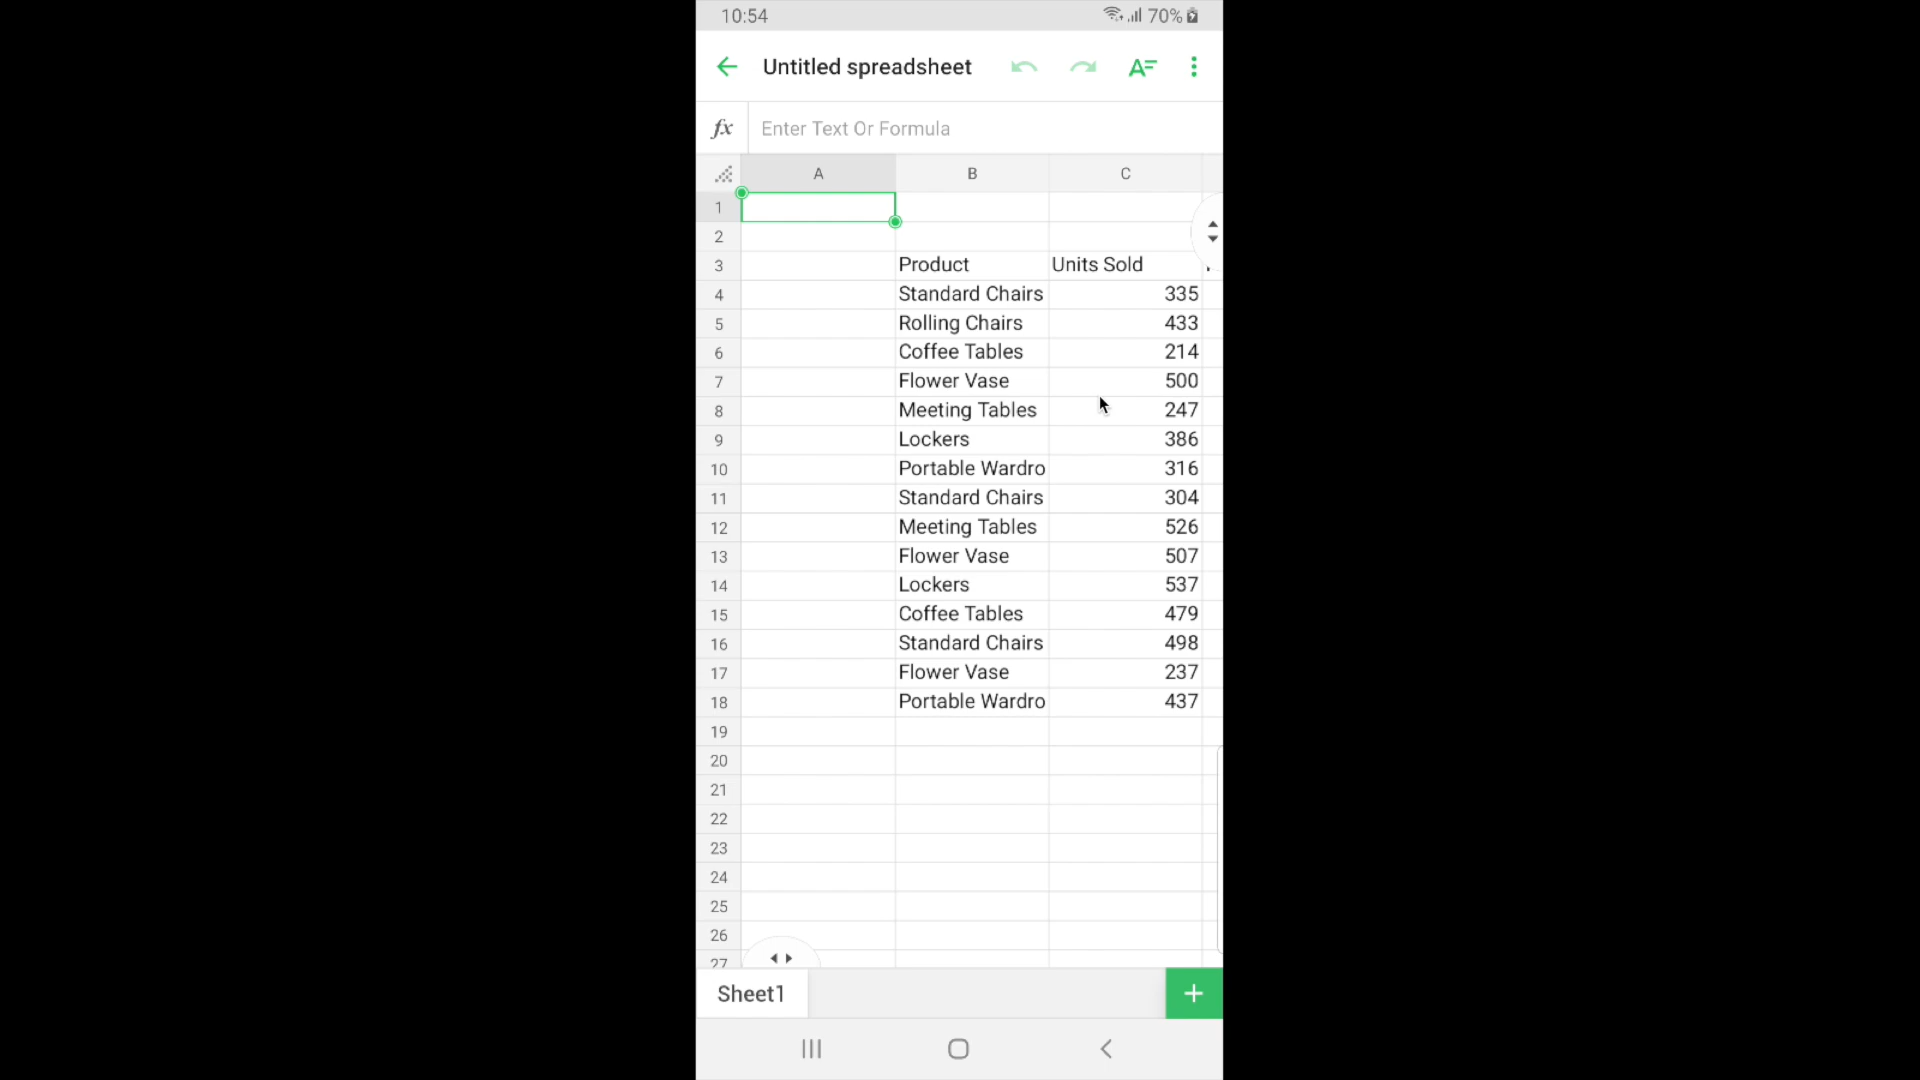 10:54 70%
Untitled spreadsheet A
fx Enter Text Or Formula
A B C
1
2
3 Product Units Sold
4 Standard Chairs 335
5 Rolling Chairs 433
6 Coffee Tables 214
7 Flower Vase 500
8 Meeting Tables 247
9 Lockers 386
10 Portable Wardro 316
11 Standard Chairs 304
12 Meeting Tables 526
13 Flower Vase 507
14 Lockers 537
15 Coffee Tables 479
16 Standard Chairs 498
17 Flower Vase 237
18 Portable Wardro 437
19
20
21
22
23
24
25
26
27
Sheet1